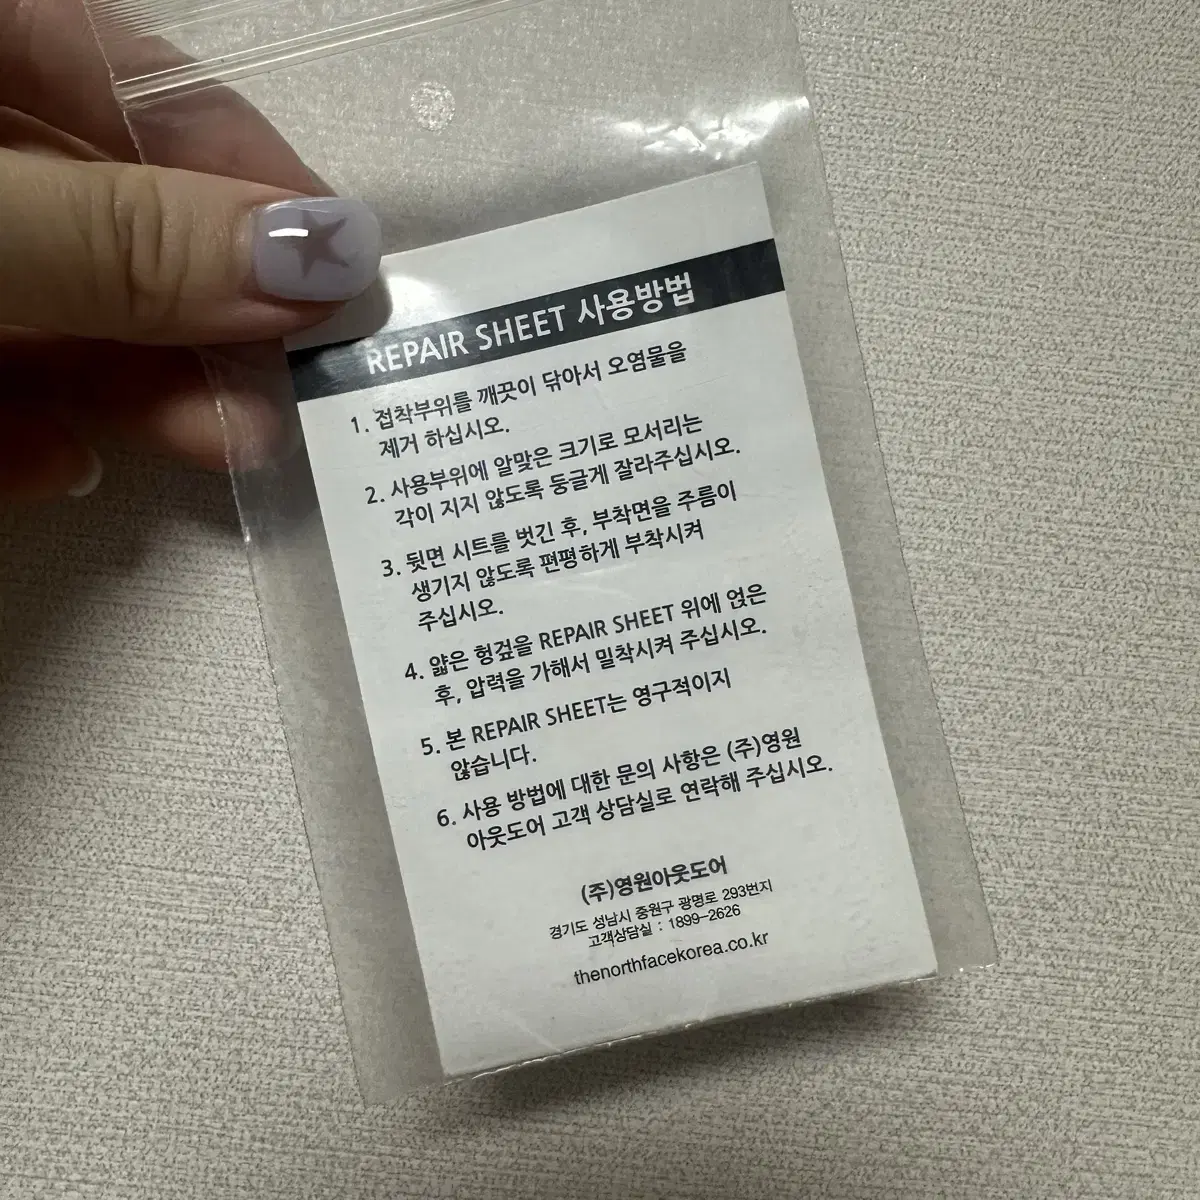 REPAIR SHEET 사용방법
1. 접착부위를 깨끗이 닦아서 오염물을
제거 하십시오.
2. 사용부위에 알맞은 크기로 모서리는
각이 지지 않도록 둥글게 잘라주십시오.
3. 뒷면 시트를 벗긴 후, 부착면을 주름이
생기지 않도록 편평하게 부착시켜
주십시오.
4. 얇은 헝겊을 REPAIR SHEET 위에 얹은
후, 압력을 가해서 밀착시켜 주십시오.
5. 본 REPAIR SHEET는 영구적이지
않습니다.
6. 사용 방법에 대한 문의 사항은 (주)영원
아웃도어 고객 상담실로 연락해 주십시오.
(주)영원아웃도어
경기도 성남시 중원구 광명로 293번지
고객상담실 : 1899-2626
thenorthfacekorea.co.kr